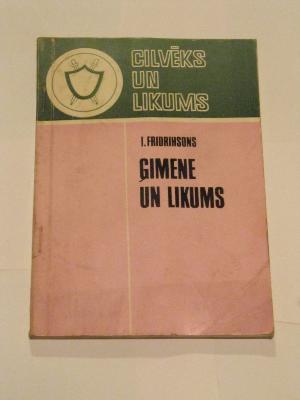 CILVĒKS
UN
LIKUMS
I. FRIDRIHSONS
ĢIMENE
UN LIKUMS